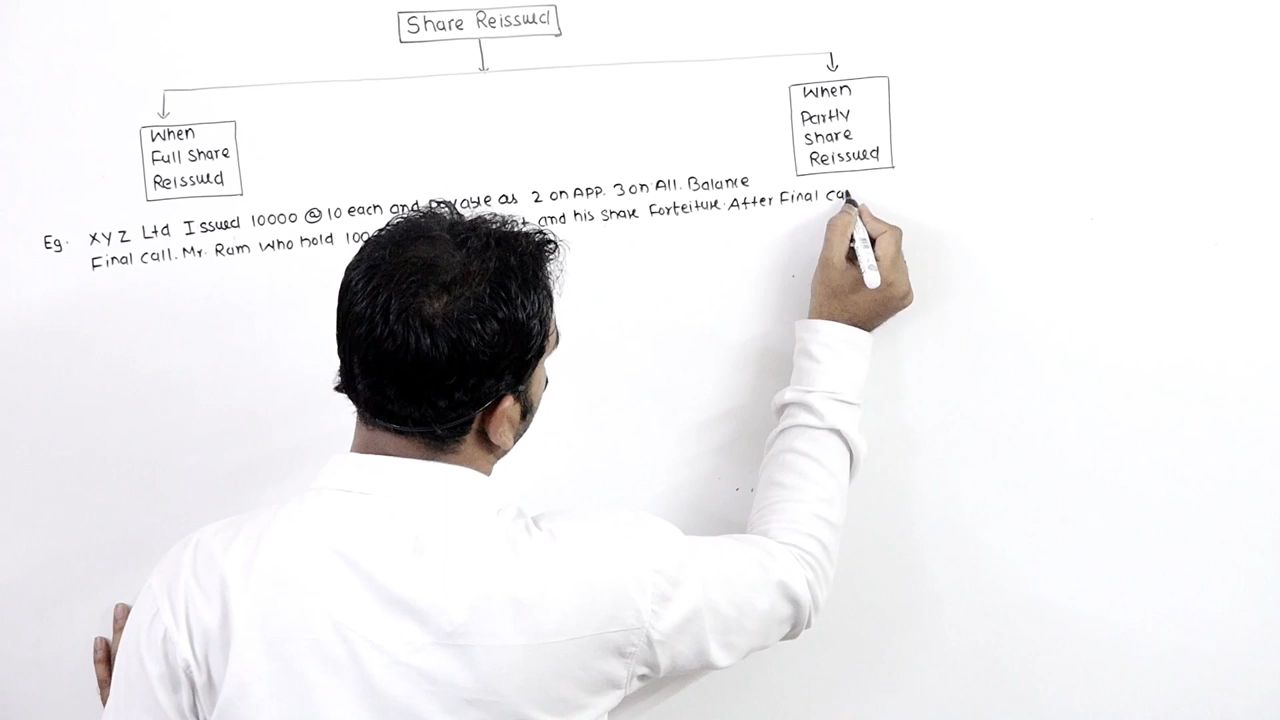 Share Reissued
When
Full Share
Reissued
When
Partly
Share
Reissued
Eg. XYZ Ltd Issued 10000 @ 10 each and Payable as 2 on APP. 3 on All. Balance
Final call. Mr. Ram Who hold 100 and his share Forfeiture. After Final ca